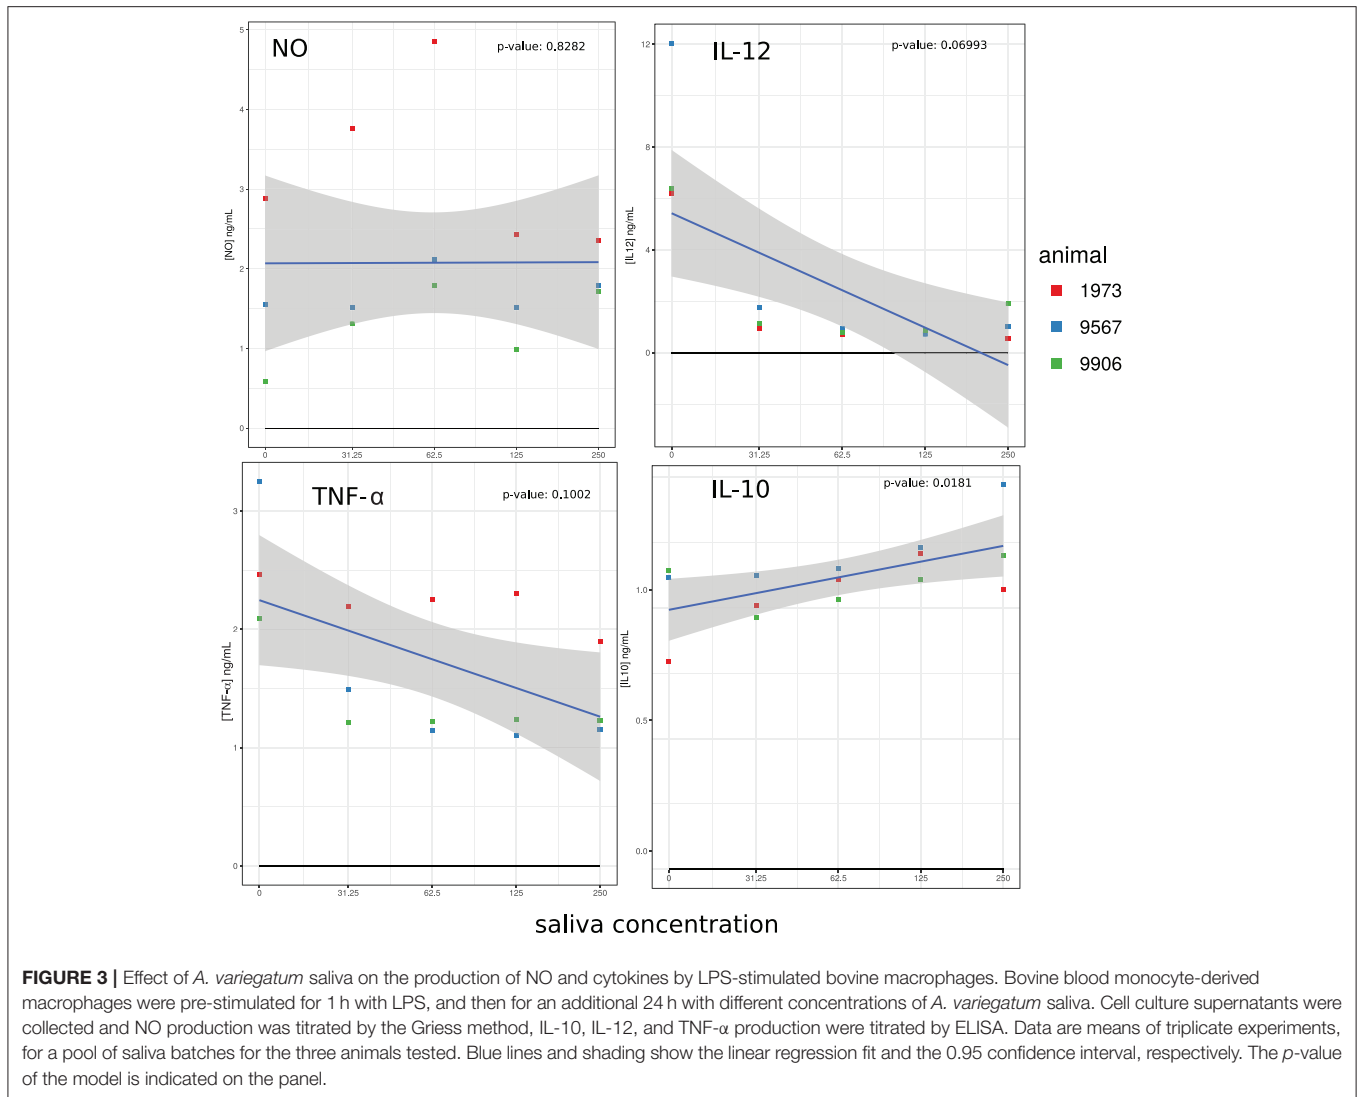 NO
p-value: 0.8282
[NO] ng/mL
5
4
3
2
1
0
0 31.25 62.5 125 250
IL-12
p-value: 0.06993
[IL12] ng/mL
12
8
4
0
0 31.25 62.5 125 250
animal
1973
9567
9906
TNF-α
p-value: 0.1002
[TNF-α] ng/mL
3
2
1
0
0 31.25 62.5 125 250
IL-10
p-value: 0.0181
[IL10] ng/mL
1.0
0.5
0.0
0 31.25 62.5 125 250
saliva concentration
FIGURE 3 | Effect of A. variegatum saliva on the production of NO and cytokines by LPS-stimulated bovine macrophages. Bovine blood monocyte-derived
macrophages were pre-stimulated for 1 h with LPS, and then for an additional 24 h with different concentrations of A. variegatum saliva. Cell culture supernatants were
collected and NO production was titrated by the Griess method, IL-10, IL-12, and TNF-α production were titrated by ELISA. Data are means of triplicate experiments,
for a pool of saliva batches for the three animals tested. Blue lines and shading show the linear regression fit and the 0.95 confidence interval, respectively. The p-value
of the model is indicated on the panel.